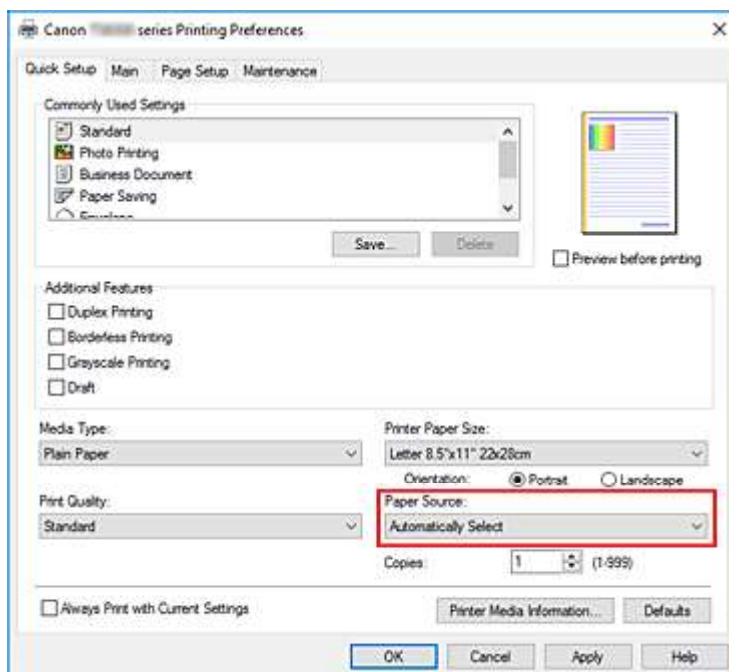 Canon series Printing Preferences
Quick Setup Main Page Setup Maintenance
Commonly Used Settings
Standard
Photo Printing
Business Document
Paper Saving
Envelope
Save... Delete
Preview before printing
Additional Features
Duplex Printing
Borderless Printing
Grayscale Printing
Draft
Media Type: Printer Paper Size:
Plain Paper Letter 8.5"x11" 22x28cm
Orientation: Portrait Landscape
Print Quality: Paper Source:
Standard Automatically Select
Copies: 1 (1-999)
Always Print with Current Settings Printer Media Information... Defaults
OK Cancel Apply Help